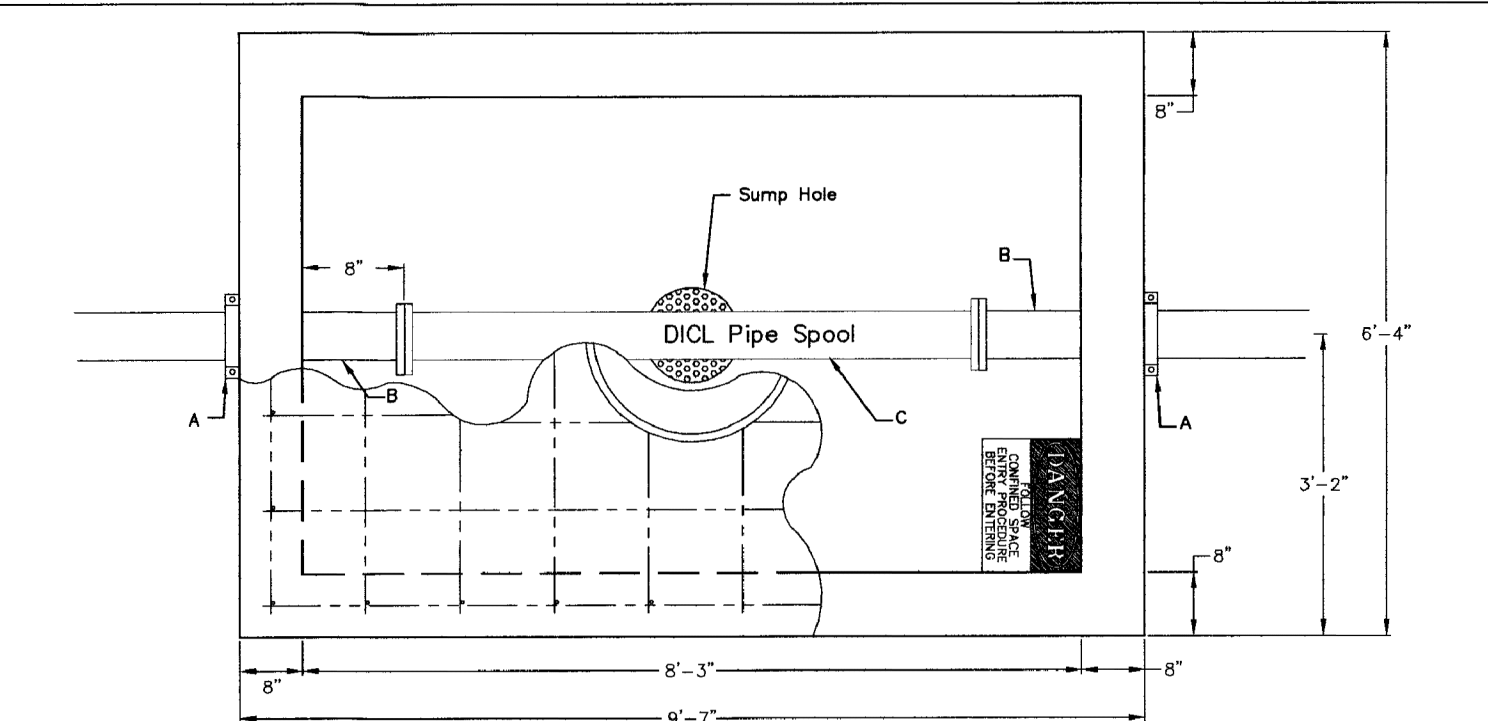 8"
Sump Hole
B
8"
6'-4"
DICL Pipe Spool
B
A
C
A
DANGER
FOLLOW
CONFINED SPACE
ENTRY PROCEDURE
BEFORE ENTERING
3'-2"
8"
8'-3"
8"
8"
9'-7"